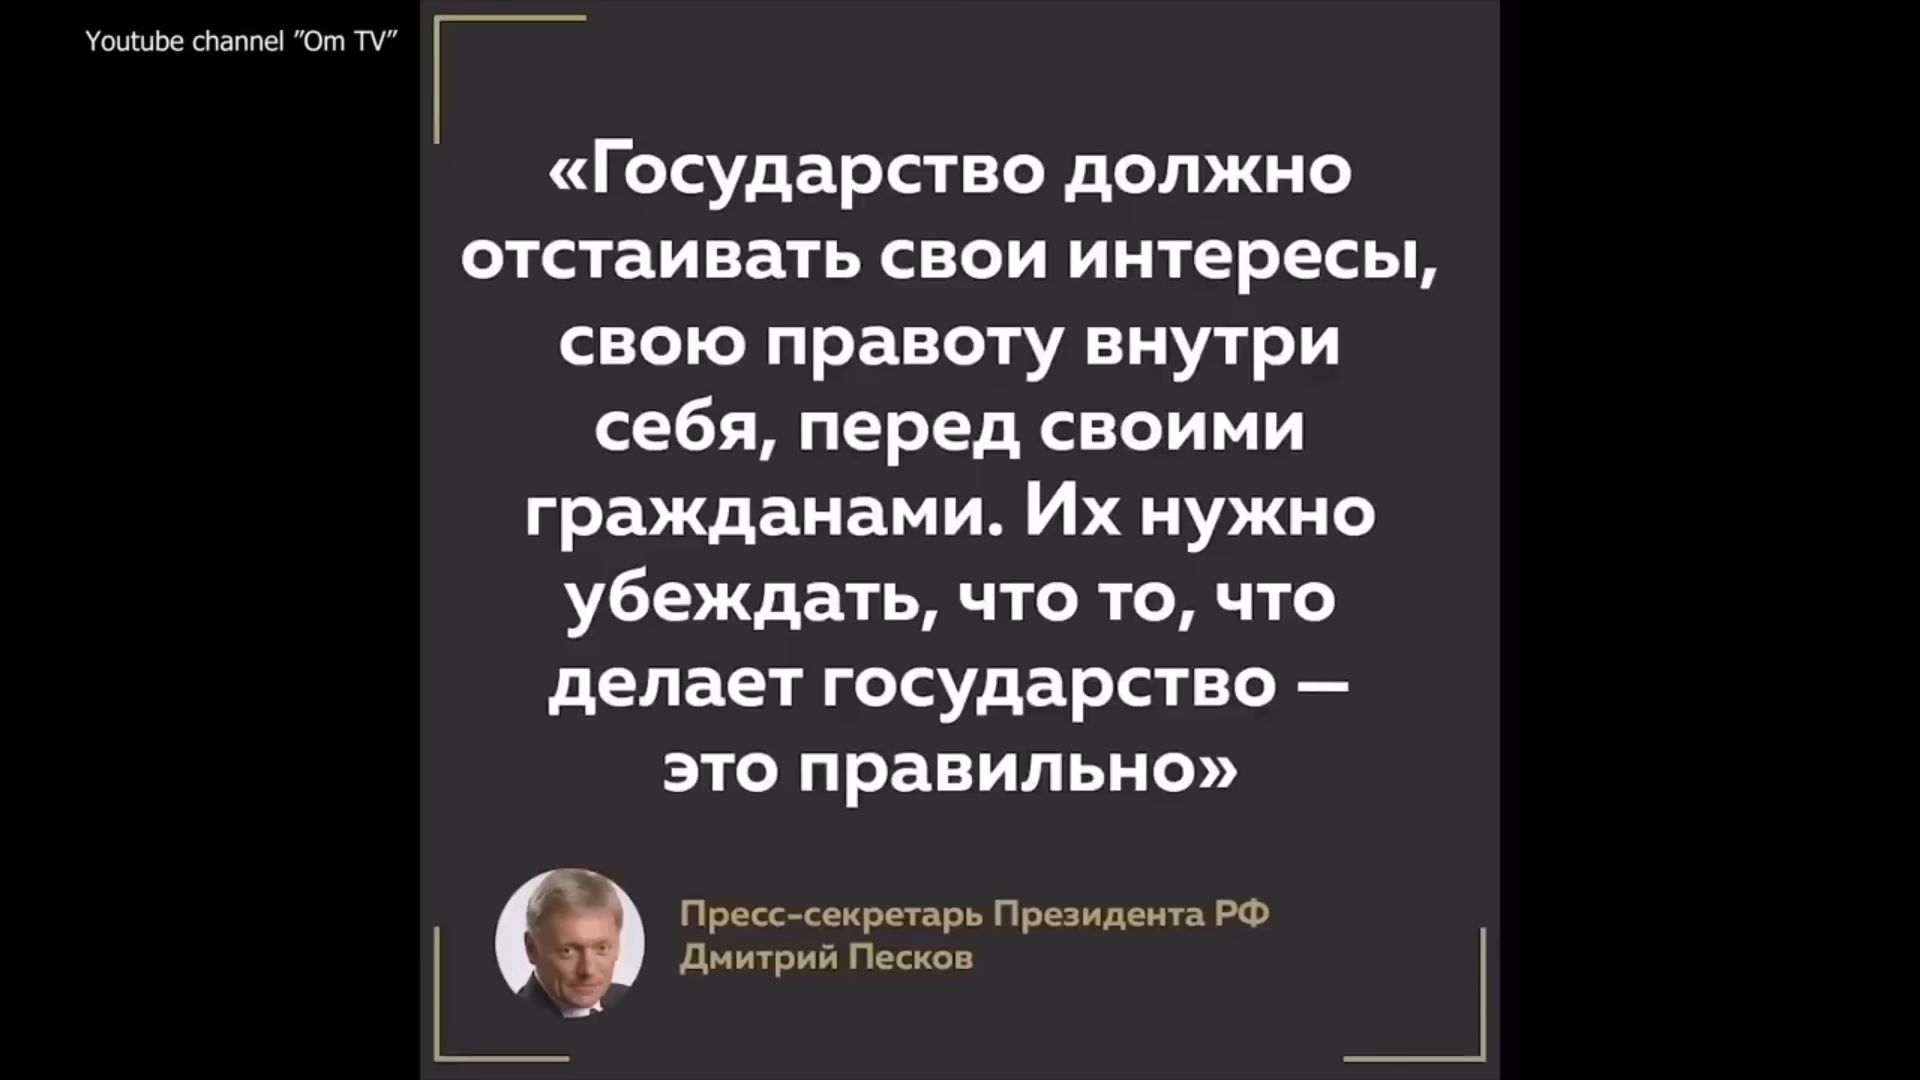 Youtube channel "Om TV"
«Государство должно
отстаивать свои интересы,
свою правоту внутри
себя, перед своими
гражданами. Их нужно
убеждать, что то, что
делает государство —
это правильно»
Пресс-секретарь Президента РФ
Дмитрий Песков